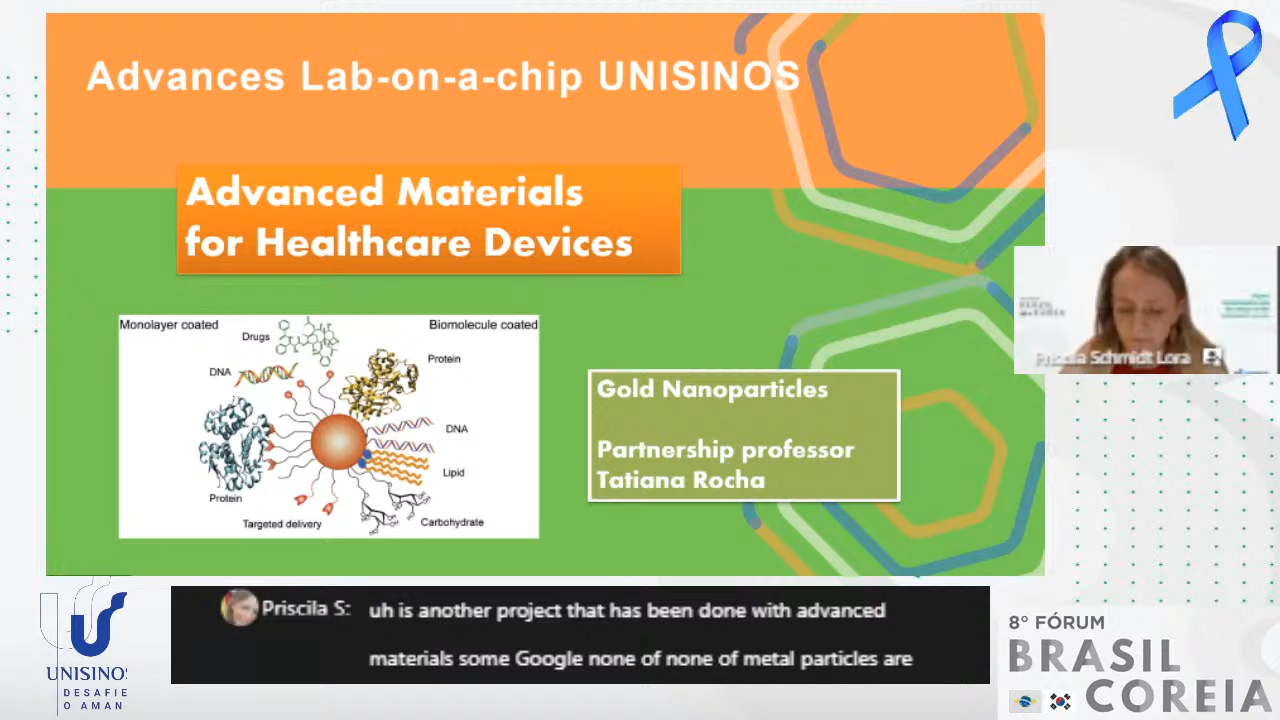 Advances Lab-on-a-chip UNISINOS
Advanced Materials
for Healthcare Devices
Monolayer coated
Biomolecule coated
Drugs
Protein
DNA
DNA
Lipid
Protein
Targeted delivery
Carbohydrate
Gold Nanoparticles
Partnership professor
Tatiana Rocha
Priscila Schmidt Lora
Priscila S: uh is another project that has been done with advanced
materials some Google none of none of metal particles are
UNISINOS
DESAFIE
O AMAN
8° FÓRUM
BRASIL
COREIA